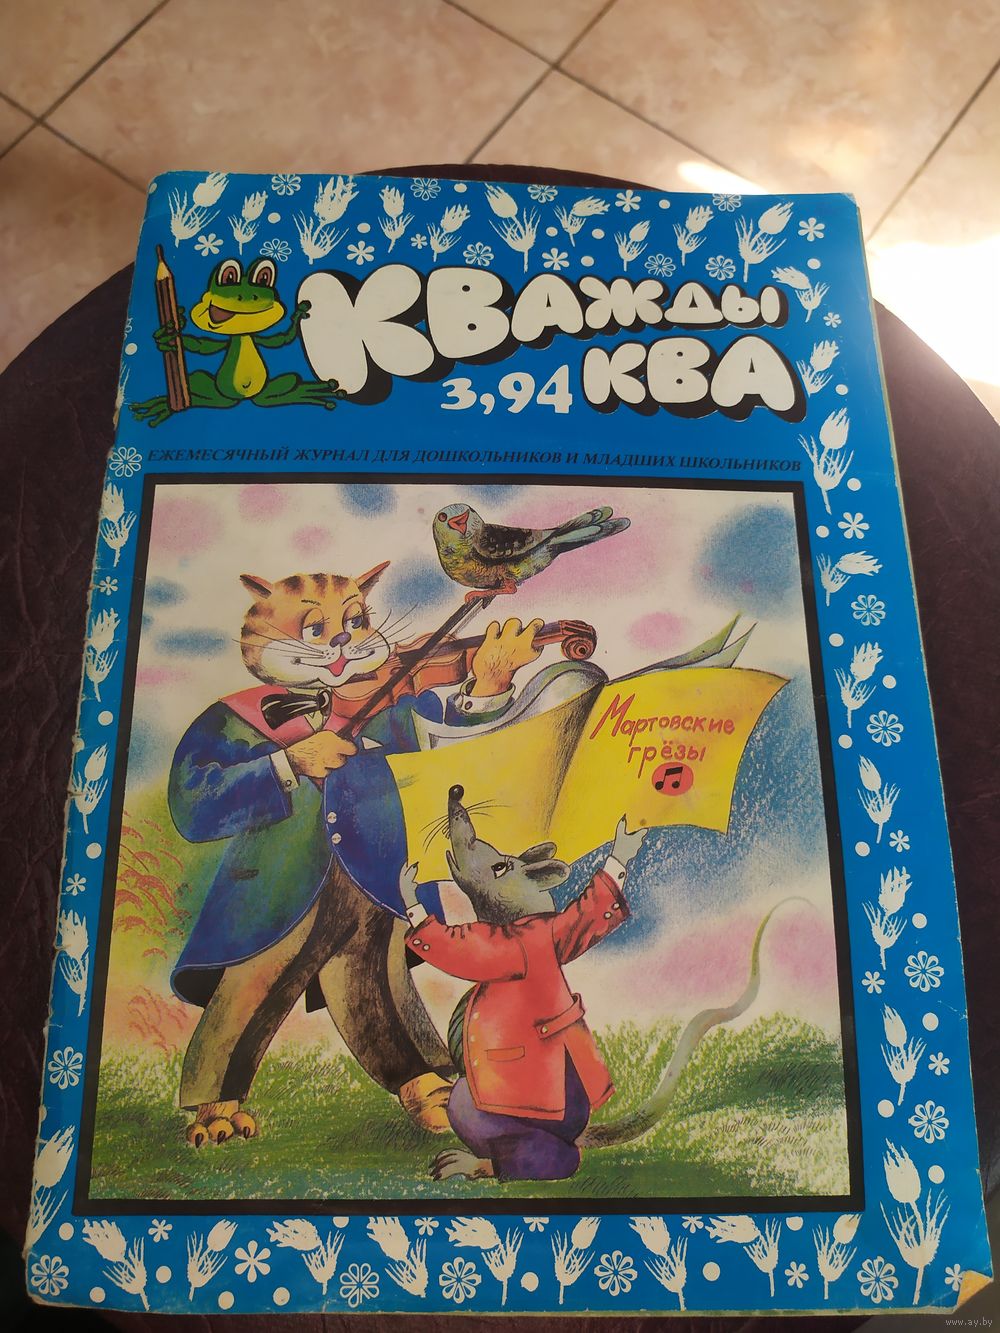 КВАЖДЫ
КВА
3,94
ЕЖЕМЕСЯЧНЫЙ ЖУРНАЛ ДЛЯ ДОШКОЛЬНИКОВ И МЛАДШИХ ШКОЛЬНИКОВ
Мартовские
грёзы
www.ay.by